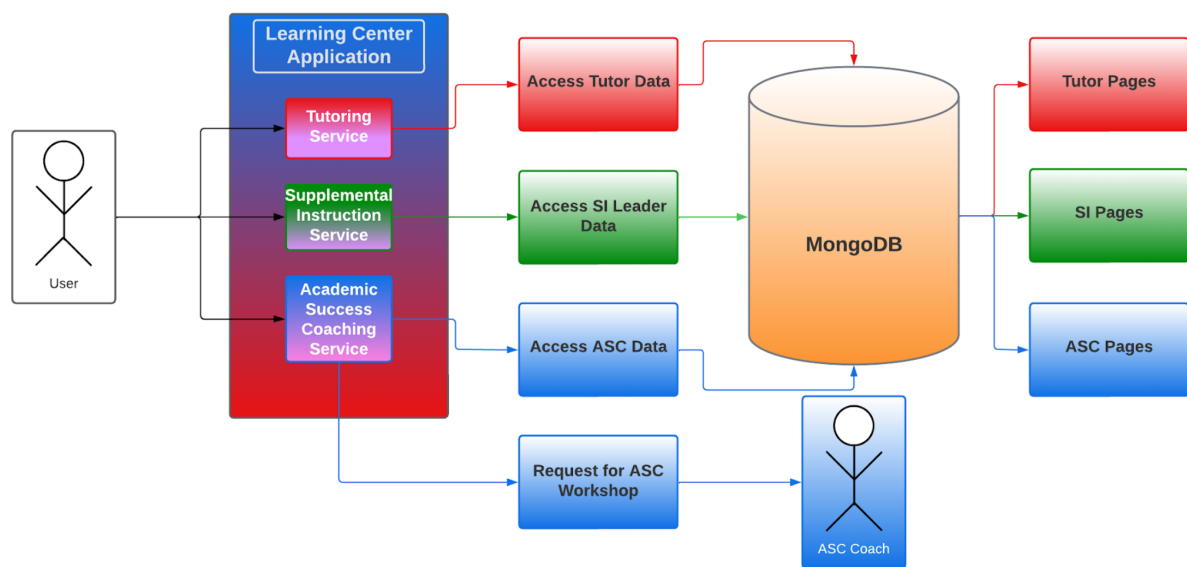 Learning Center
Application
Tutoring
Service
Supplemental
Instruction
Service
Academic
Success
Coaching
Service
User
Access Tutor Data
Access SI Leader
Data
Access ASC Data
Request for ASC
Workshop
MongoDB
ASC Coach
Tutor Pages
SI Pages
ASC Pages